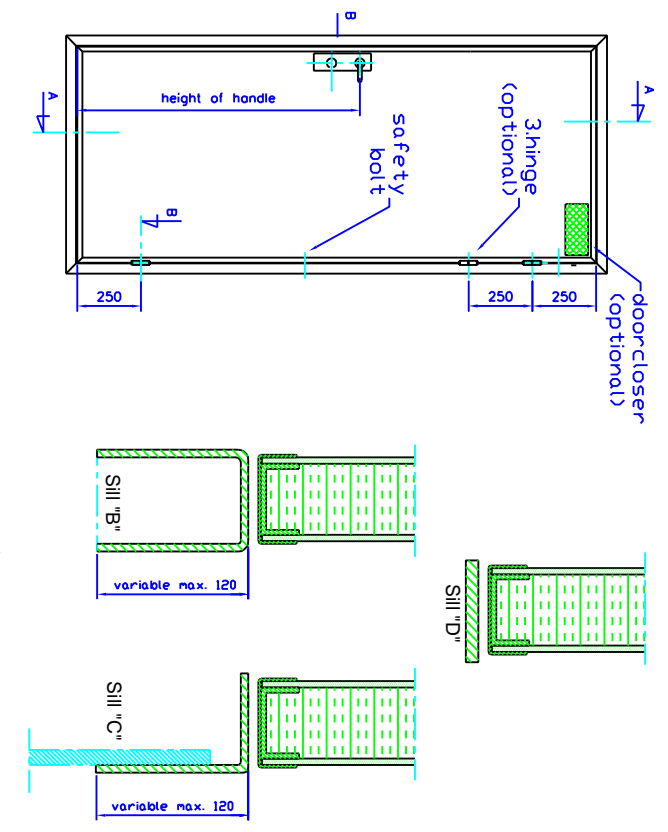 B
A
A
height of handle
3.hinge
(optional)
safety
bolt
B
250
250
250
doorcloser
(optional)
Sill "B"
variable max. 120
Sill "D"
Sill "C"
variable max. 120